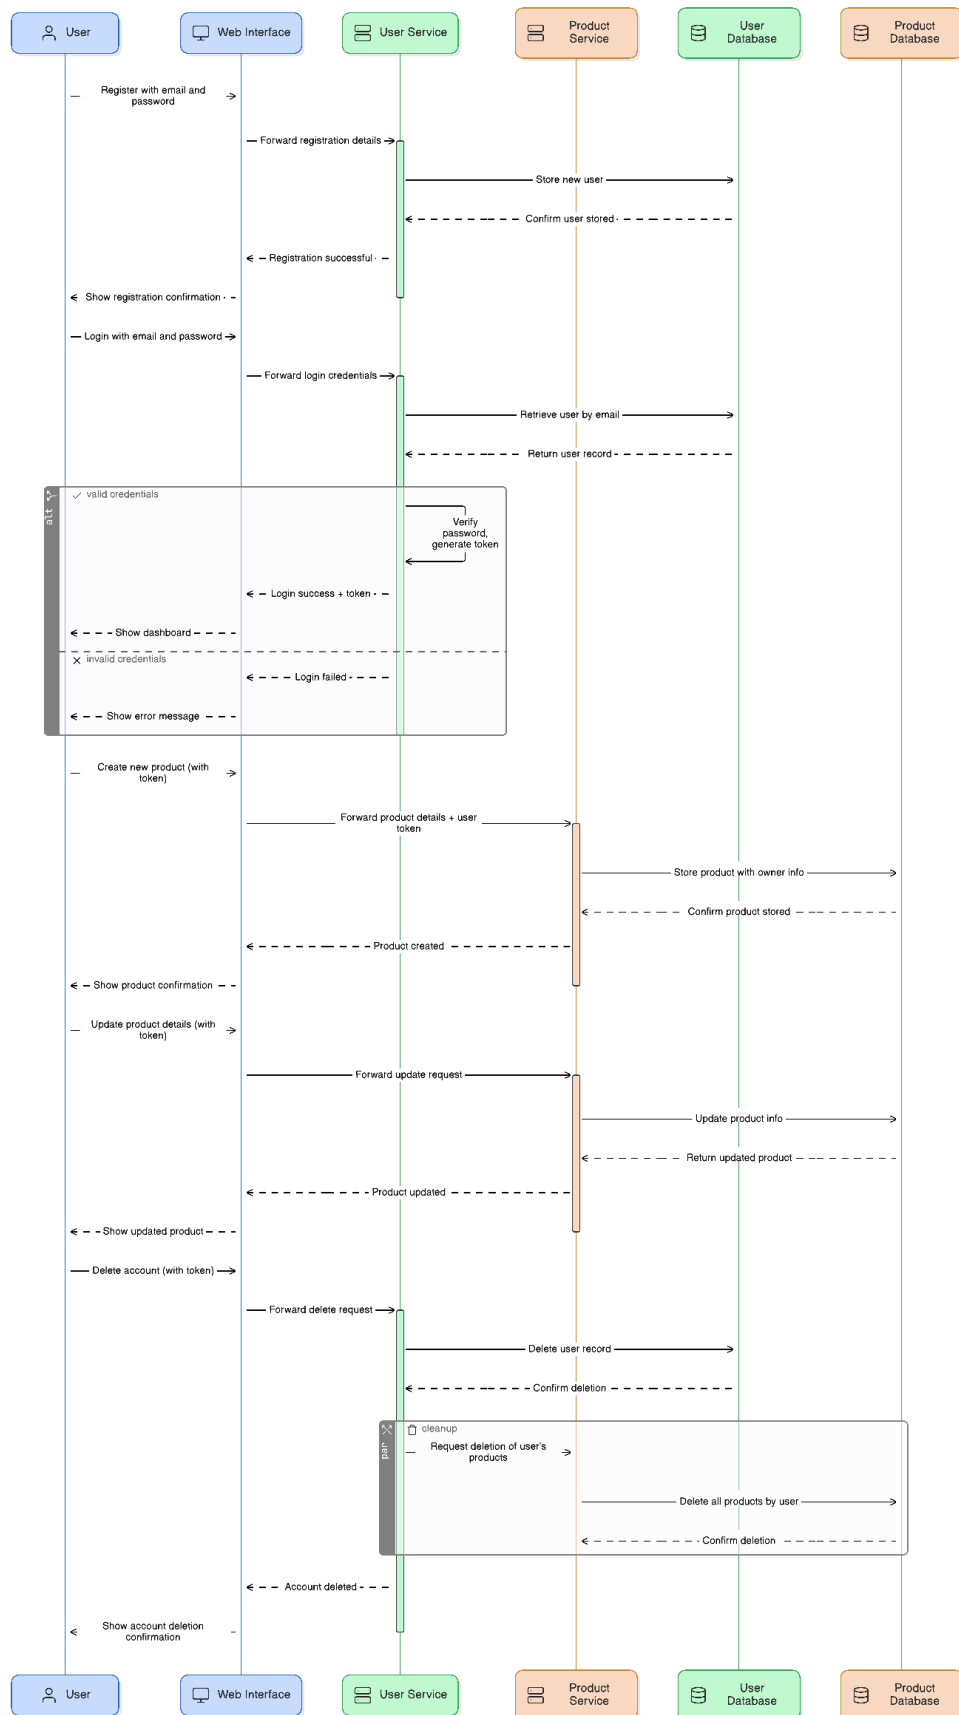 User
Web Interface
User Service
Product
Service
User
Database
Product
Database
Register with email and
password
Forward registration details
Store new user
Confirm user stored
Registration successful
Show registration confirmation
Login with email and password
Forward login credentials
Retrieve user by email
Return user record
alt
valid credentials
Verify
password,
generate token
Login success + token
Show dashboard
invalid credentials
Login failed
Show error message
Create new product (with
token)
Forward product details + user
token
Store product with owner info
Confirm product stored
Product created
Show product confirmation
Update product details (with
token)
Forward update request
Update product info
Return updated product
Product updated
Show updated product
Delete account (with token)
Forward delete request
Delete user record
Confirm deletion
par
cleanup
Request deletion of user's
products
Delete all products by user
Confirm deletion
Account deleted
Show account deletion
confirmation
User
Web Interface
User Service
Product
Service
User
Database
Product
Database